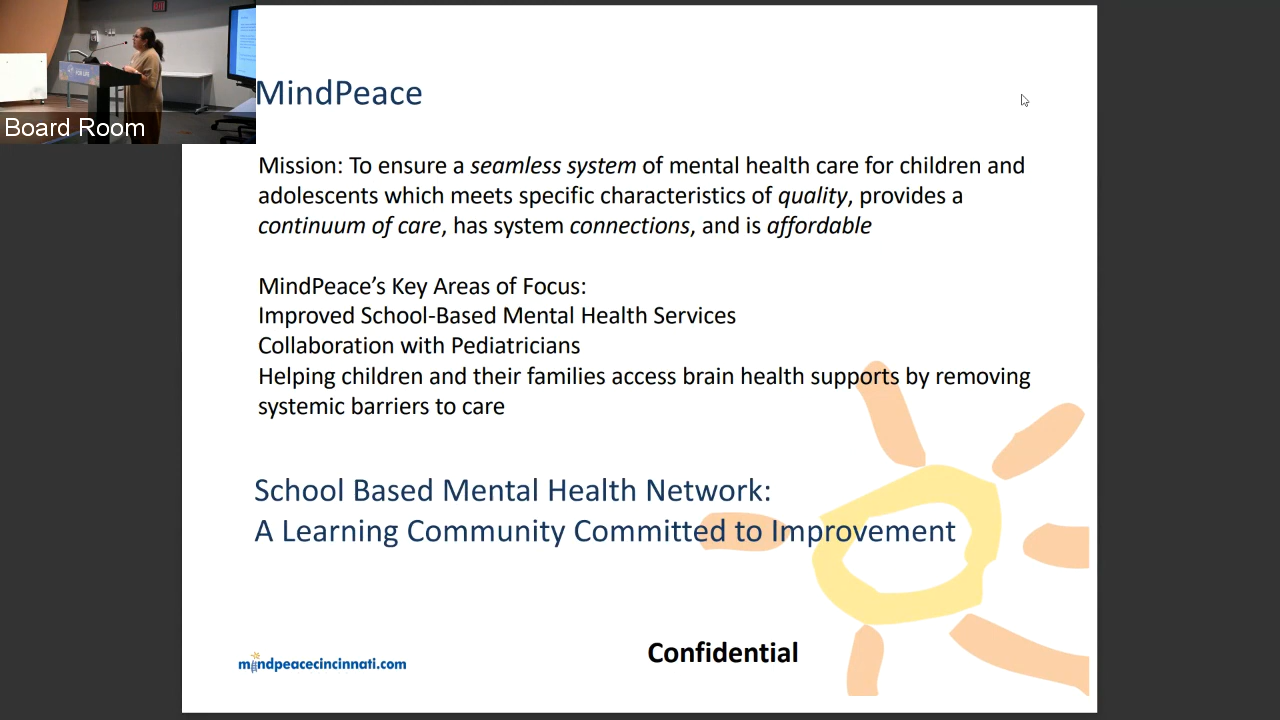 FOR LIFE
Board Room
MindPeace
Mission: To ensure a seamless system of mental health care for children and
adolescents which meets specific characteristics of quality, provides a
continuum of care, has system connections, and is affordable
MindPeace’s Key Areas of Focus:
Improved School-Based Mental Health Services
Collaboration with Pediatricians
Helping children and their families access brain health supports by removing
systemic barriers to care
School Based Mental Health Network:
A Learning Community Committed to Improvement
mindpeacecincinnati.com
Confidential